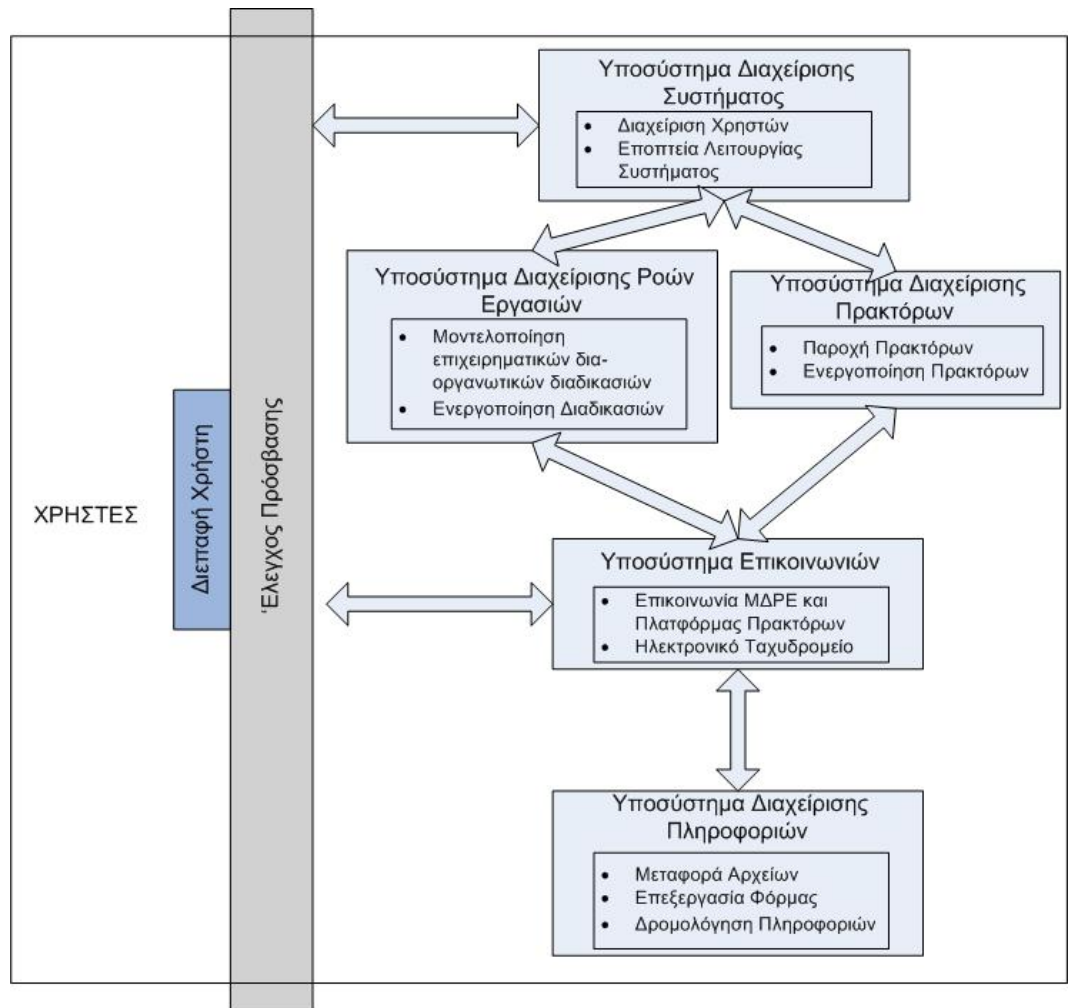 Υποσύστημα Διαχείρισης
Συστήματος
• Διαχείριση Χρηστών
• Εποπτεία Λειτουργίας
Συστήματος
Υποσύστημα Διαχείρισης Ροών
Εργασιών
• Μοντελοποίηση
επιχειρηματικών δια-
οργανωτικών διαδικασιών
• Ενεργοποίηση Διαδικασιών
Υποσύστημα Διαχείρισης
Πρακτόρων
• Παροχή Πρακτόρων
• Ενεργοποίηση Πρακτόρων
ΧΡΗΣΤΕΣ
Διεπαφή Χρήστη
'Ελεγχος Πρόσβασης
Υποσύστημα Επικοινωνιών
• Επικοινωνία ΜΔΡΕ και
Πλατφόρμας Πρακτόρων
• Ηλεκτρονικό Ταχυδρομείο
Υποσύστημα Διαχείρισης
Πληροφοριών
• Μεταφορά Αρχείων
• Επεξεργασία Φόρμας
• Δρομολόγηση Πληροφοριών